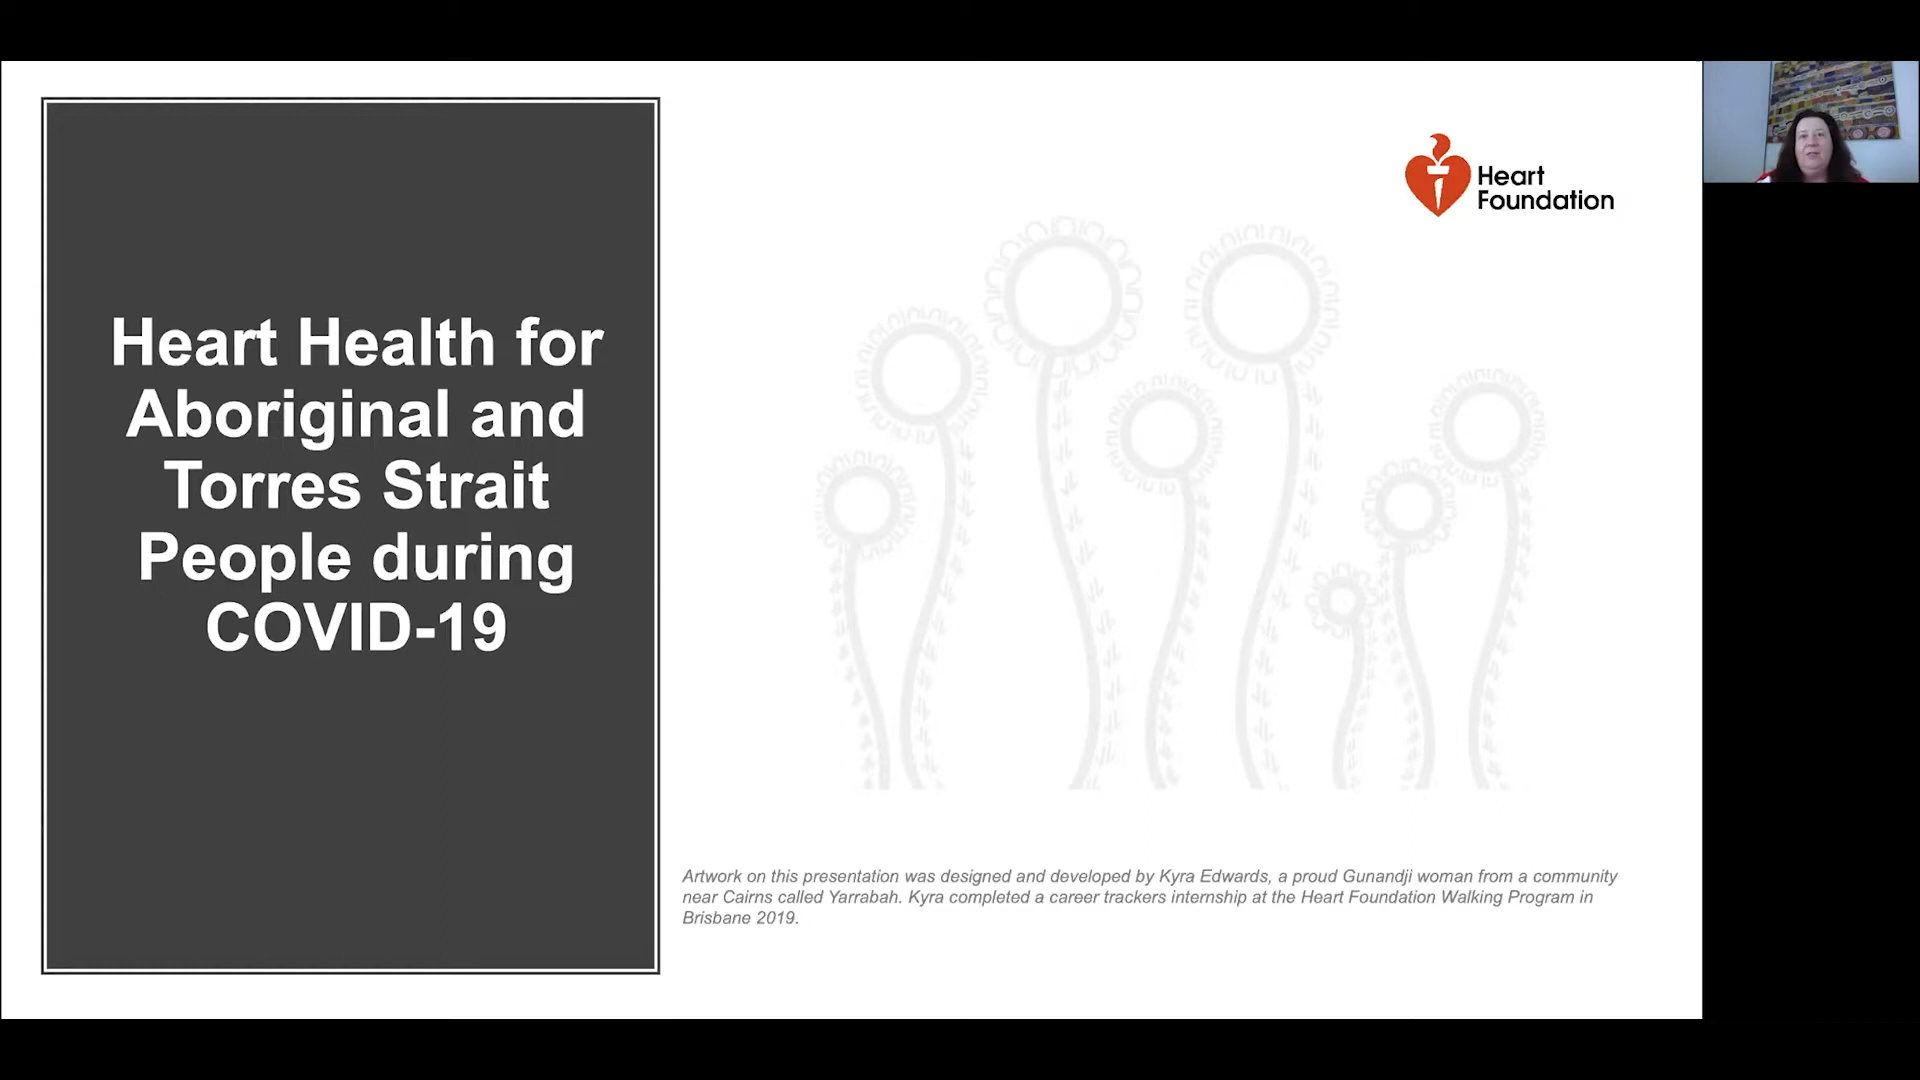 Heart Health for
Aboriginal and
Torres Strait
People during
COVID-19
Heart
Foundation
Artwork on this presentation was designed and developed by Kyra Edwards, a proud Gunandji woman from a community
near Cairns called Yarrabah. Kyra completed a career trackers internship at the Heart Foundation Walking Program in
Brisbane 2019.